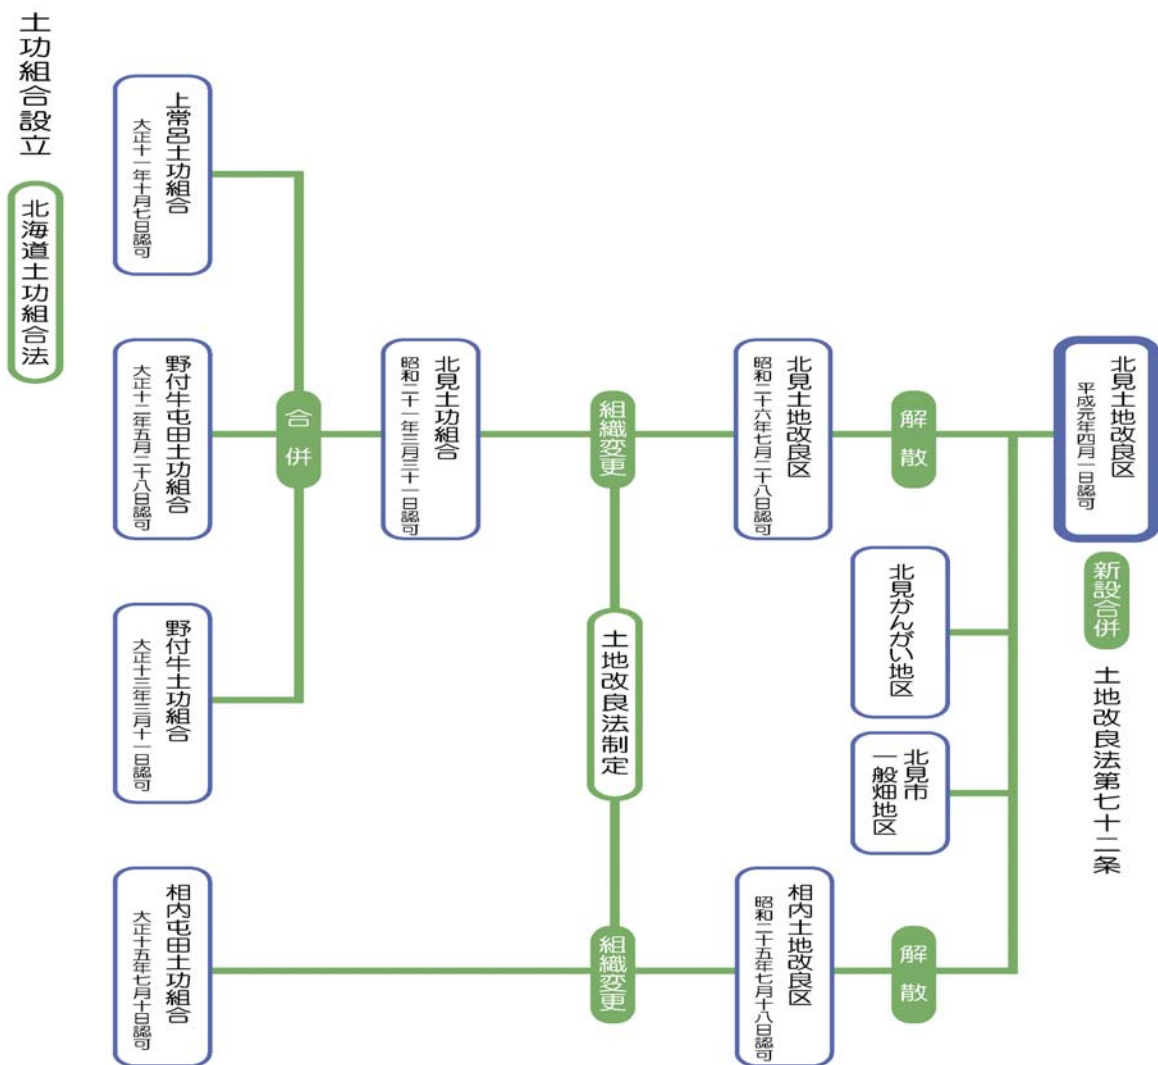 土功組合設立
北海道土功組合法
上常呂土功組合
大正十一年十月七日認可
野付牛屯田土功組合
大正十二年五月二十八日認可
野付牛土功組合
大正十三年三月十一日認可
相内屯田土功組合
大正十五年七月十日認可
合併
北見土功組合
昭和二十一年三月三十一日認可
組織変更
土地改良法制定
組織変更
北見土地改良区
昭和二十六年七月二十八日認可
相内土地改良区
昭和二十五年七月十八日認可
解散
北見かんがい地区
北見市
一般畑地区
解散
北見土地改良区
平成元年四月一日認可
新設合併
土地改良法第七十二条